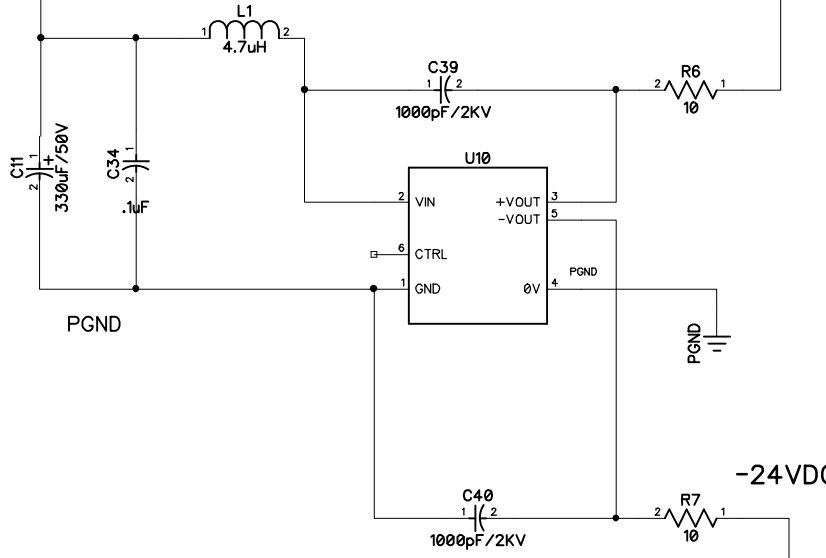 L1
1 2
4.7uH
C39
1 2
1000pF/2KV
R6
2 1
10
C11
1
+
2
330uF/50V
C34
1
2
.1uF
U10
2 VIN
+VOUT 3
-VOUT 5
6 CTRL
1 GND
0V 4
PGND
PGND
PGND
-24VDC
C40
1 2
1000pF/2KV
R7
2 1
10